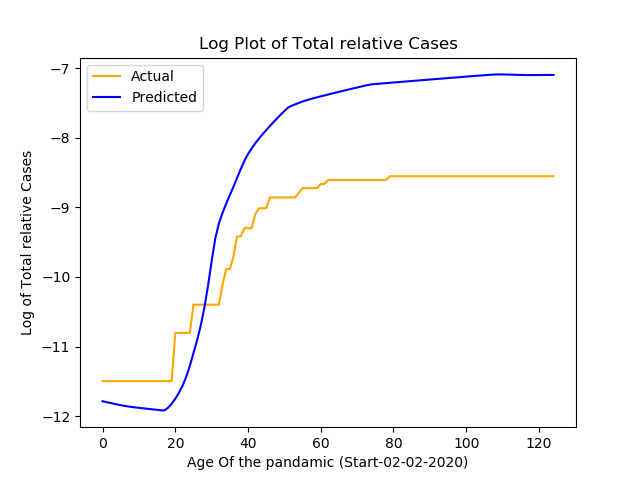 Log Plot of Total relative Cases
Actual
Predicted
−7
−8
−9
−10
−11
−12
Log of Total relative Cases
0 20 40 60 80 100 120
Age Of the pandamic (Start-02-02-2020)